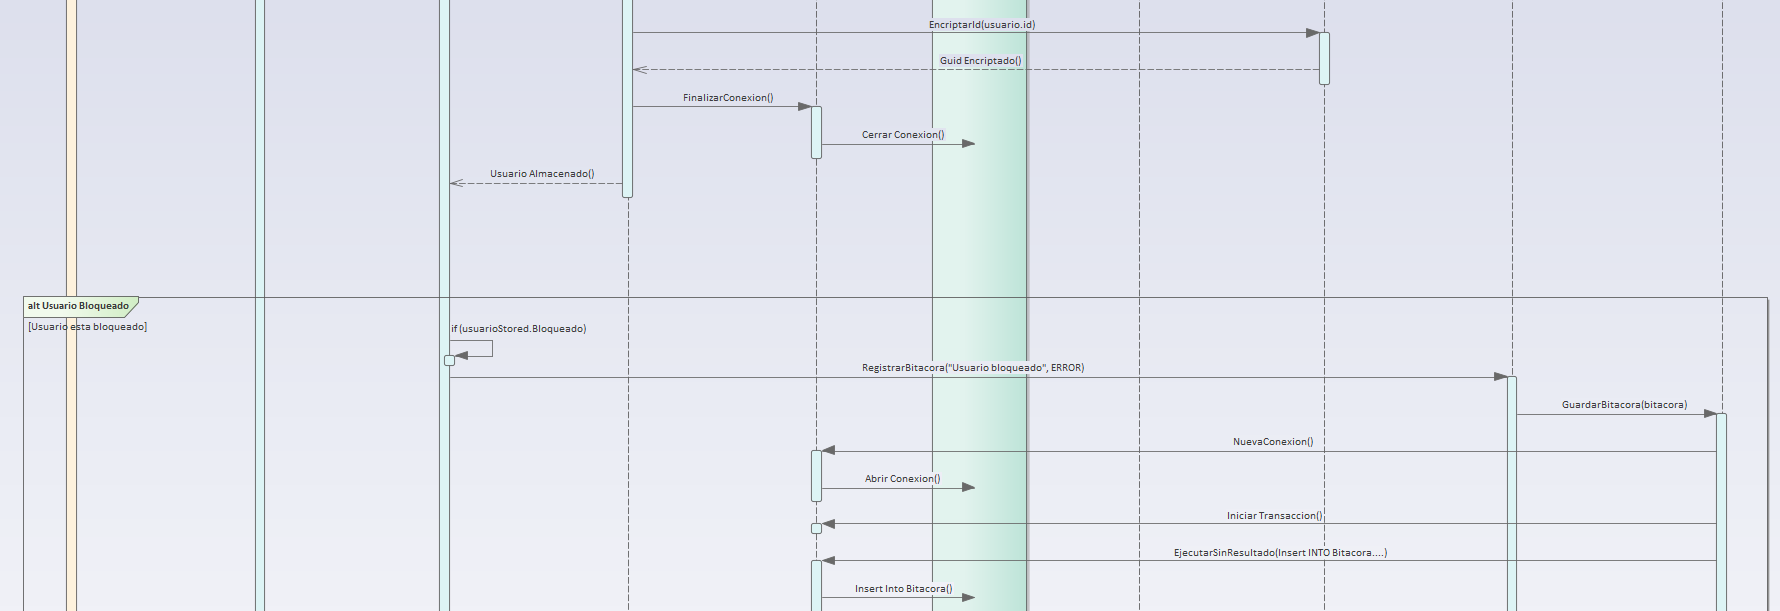 EncriptarId(usuario.id)
Guid Encriptado()
FinalizarConexion()
Cerrar Conexion()
Usuario Almacenado()
alt Usuario Bloqueado
[Usuario esta bloqueado]
if (usuarioStored.Bloqueado)
RegistrarBitacora("Usuario bloqueado", ERROR)
GuardarBitacora(bitacora)
NuevaConexion()
Abrir Conexion()
Iniciar Transaccion()
EjecutarSinResultado(Insert INTO Bitacora....)
Insert Into Bitacora()